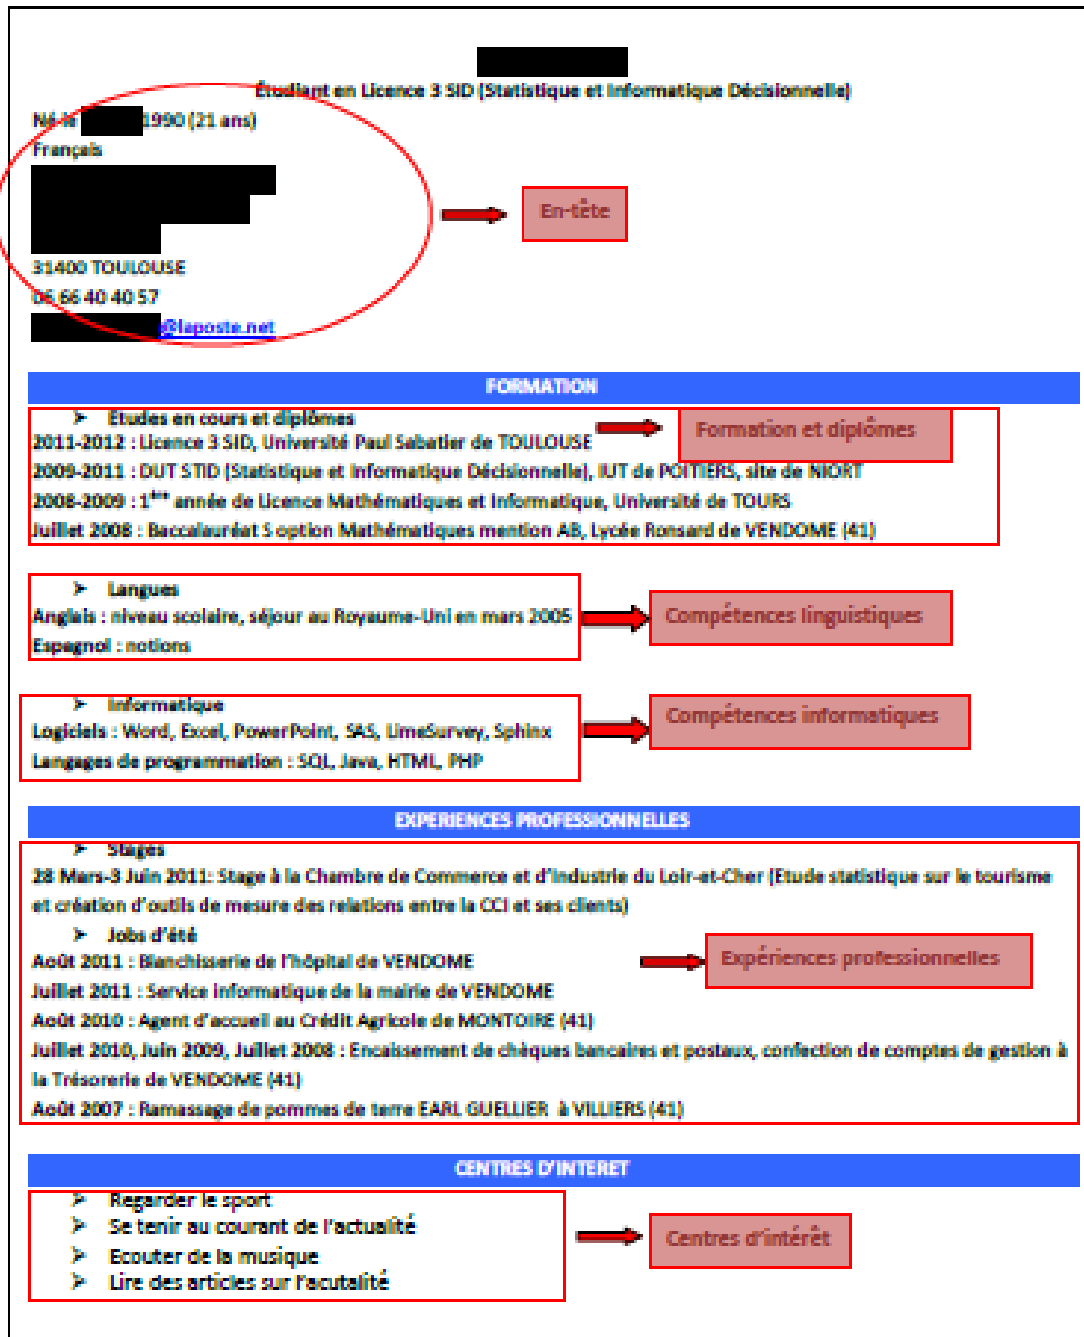 Étudiant en Licence 3 SID (Statistique et Informatique Décisionnelle)
Né le 1990 (21 ans)
Français
En-tête
31400 TOULOUSE
06 66 40 40 57
@laposte.net
FORMATION
➢ Etudes en cours et diplômes
Formation et diplômes
2011-2012 : Licence 3 SID, Université Paul Sabatier de TOULOUSE
2009-2011 : DUT STID (Statistique et Informatique Décisionnelle), IUT de POITIERS, site de NIORT
2008-2009 : 1ère année de Licence Mathématiques et Informatique, Université de TOURS
Juillet 2008 : Baccalauréat S option Mathématiques mention AB, Lycée Ronsard de VENDOME (41)
➢ Langues
Anglais : niveau scolaire, séjour au Royaume-Uni en mars 2005
Compétences linguistiques
Espagnol : notions
➢ Informatique
Compétences informatiques
Logiciels : Word, Excel, PowerPoint, SAS, LimeSurvey, Sphinx
Langages de programmation : SQL, Java, HTML, PHP
EXPERIENCES PROFESSIONNELLES
➢ Stages
28 Mars-3 Juin 2011: Stage à la Chambre de Commerce et d'Industrie du Loir-et-Cher (Etude statistique sur le tourisme
et création d'outils de mesure des relations entre la CCI et ses clients)
➢ Jobs d'été
Août 2011 : Blanchisserie de l'hôpital de VENDOME
Expériences professionnelles
Juillet 2011 : Service informatique de la mairie de VENDOME
Août 2010 : Agent d'accueil au Crédit Agricole de MONTOIRE (41)
Juillet 2010, Juin 2009, Juillet 2008 : Encaissement de chèques bancaires et postaux, confection de comptes de gestion à
la Trésorerie de VENDOME (41)
Août 2007 : Ramassage de pommes de terre EARL GUELLIER à VILLIERS (41)
CENTRES D'INTERET
➢ Regarder le sport
➢ Se tenir au courant de l'actualité
Centres d'intérêt
➢ Ecouter de la musique
➢ Lire des articles sur l'acutalité